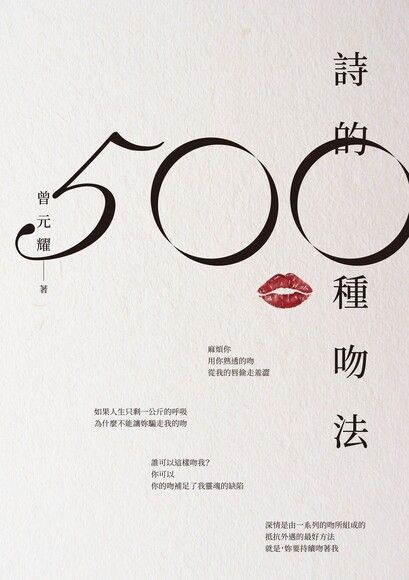 詩的
500
種吻法
曾元耀——著
麻煩你
用你熟透的吻
從我的唇偷走羞澀
如果人生只剩一公斤的呼吸
為什麼不能讓妳騙走我的吻
誰可以這樣吻我？
你可以
你的吻補足了我靈魂的缺陷
深情是由一系列的吻所組成的
抵抗外遇的最好方法
就是，妳要持續吻著我